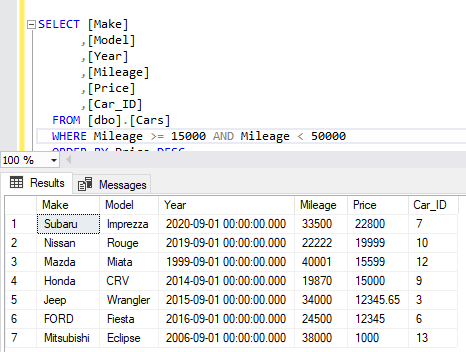 SELECT [Make]
,[Model]
,[Year]
,[Mileage]
,[Price]
,[Car_ID]
FROM [dbo].[Cars]
WHERE Mileage >= 15000 AND Mileage < 50000
ORDER BY Price DESC
100 %
Results Messages
Make Model Year Mileage Price Car_ID
1 Subaru Imprezza 2020-09-01 00:00:00.000 33500 22800 7
2 Nissan Rouge 2019-09-01 00:00:00.000 22222 19999 10
3 Mazda Miata 1999-09-01 00:00:00.000 40001 15599 12
4 Honda CRV 2014-09-01 00:00:00.000 19870 15000 9
5 Jeep Wrangler 2015-09-01 00:00:00.000 34000 12345.65 3
6 FORD Fiesta 2016-09-01 00:00:00.000 24500 12345 6
7 Mitsubishi Eclipse 2006-09-01 00:00:00.000 38000 1000 13